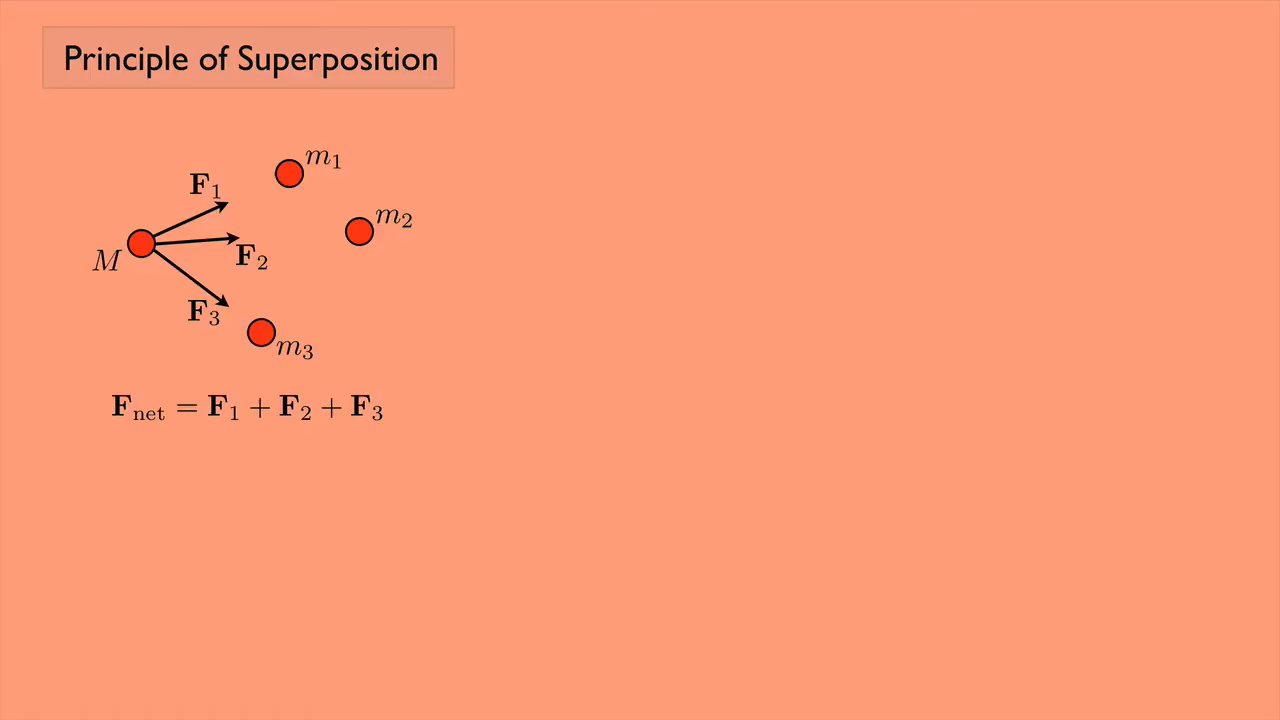 Principle of Superposition
m₁
F₁
m₂
M
F₂
F₃
m₃
F_net = F₁ + F₂ + F₃